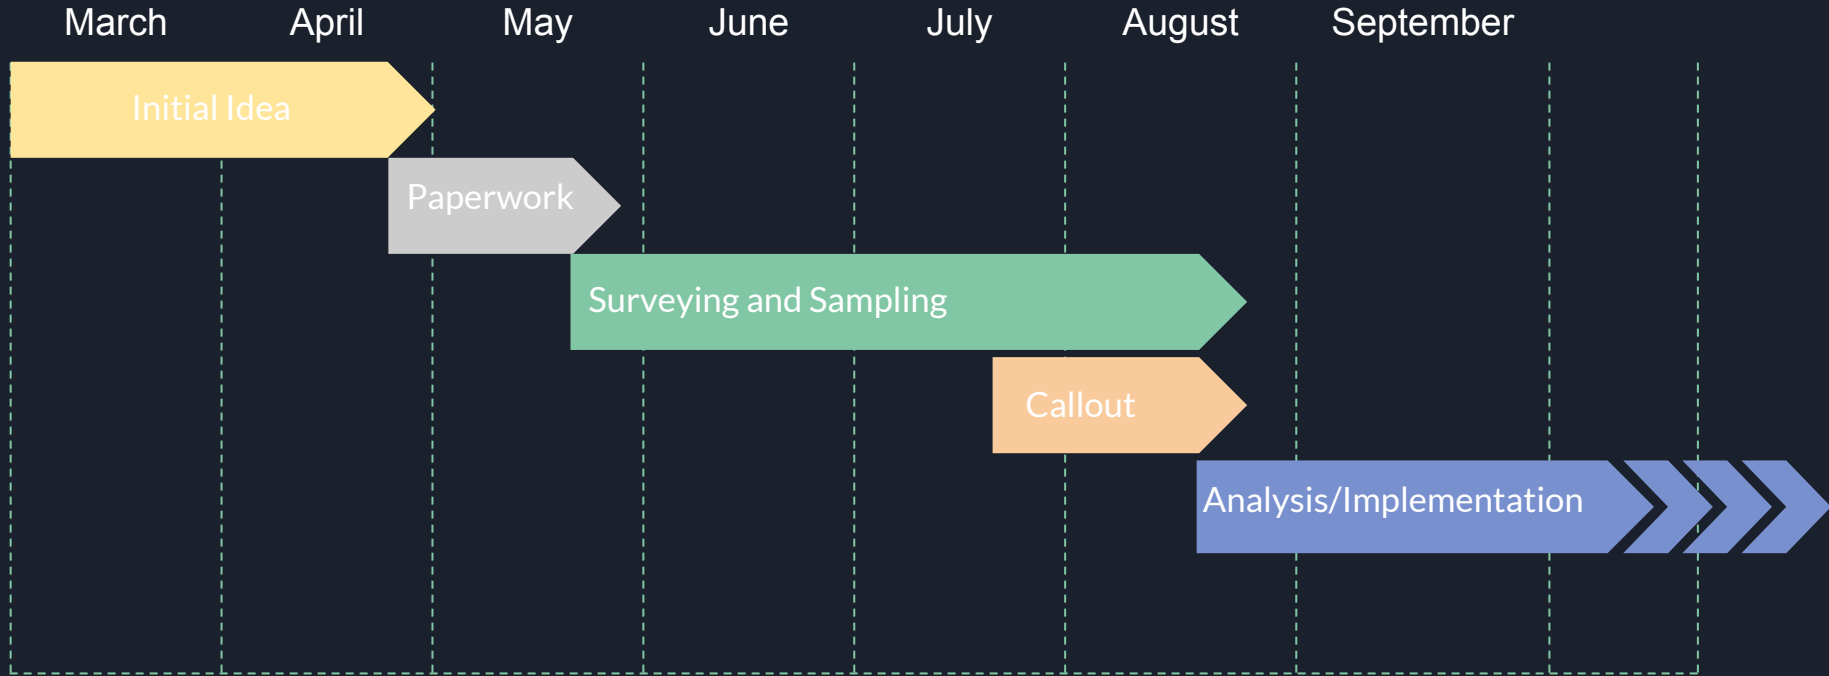 March April May June July August September
Initial Idea
Paperwork
Surveying and Sampling
Callout
Analysis/Implementation